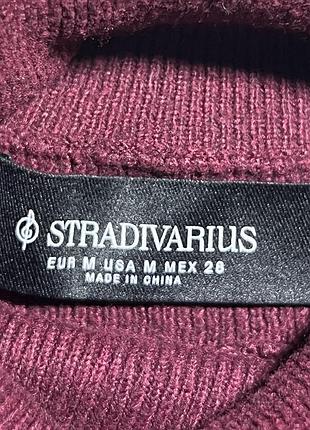 STRADIVARIUS
EUR M USA M MEX 28
MADE IN CHINA